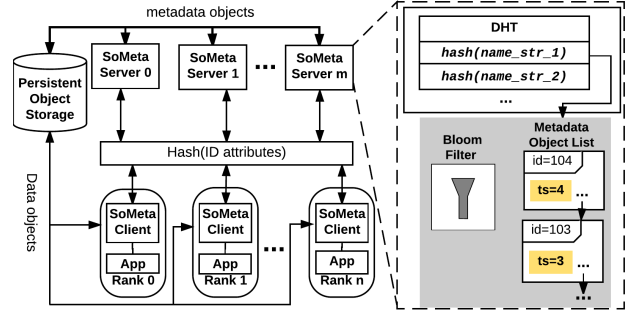 metadata objects
Persistent
Object
Storage
SoMeta
Server 0
SoMeta
Server 1
...
SoMeta
Server m
Hash(ID attributes)
Data objects
SoMeta
Client
App
Rank 0
SoMeta
Client
App
Rank 1
...
SoMeta
Client
App
Rank n
DHT
hash(name_str_1)
hash(name_str_2)
...
Bloom
Filter
Metadata
Object List
id=104
ts=4 ...
id=103
ts=3 ...
...